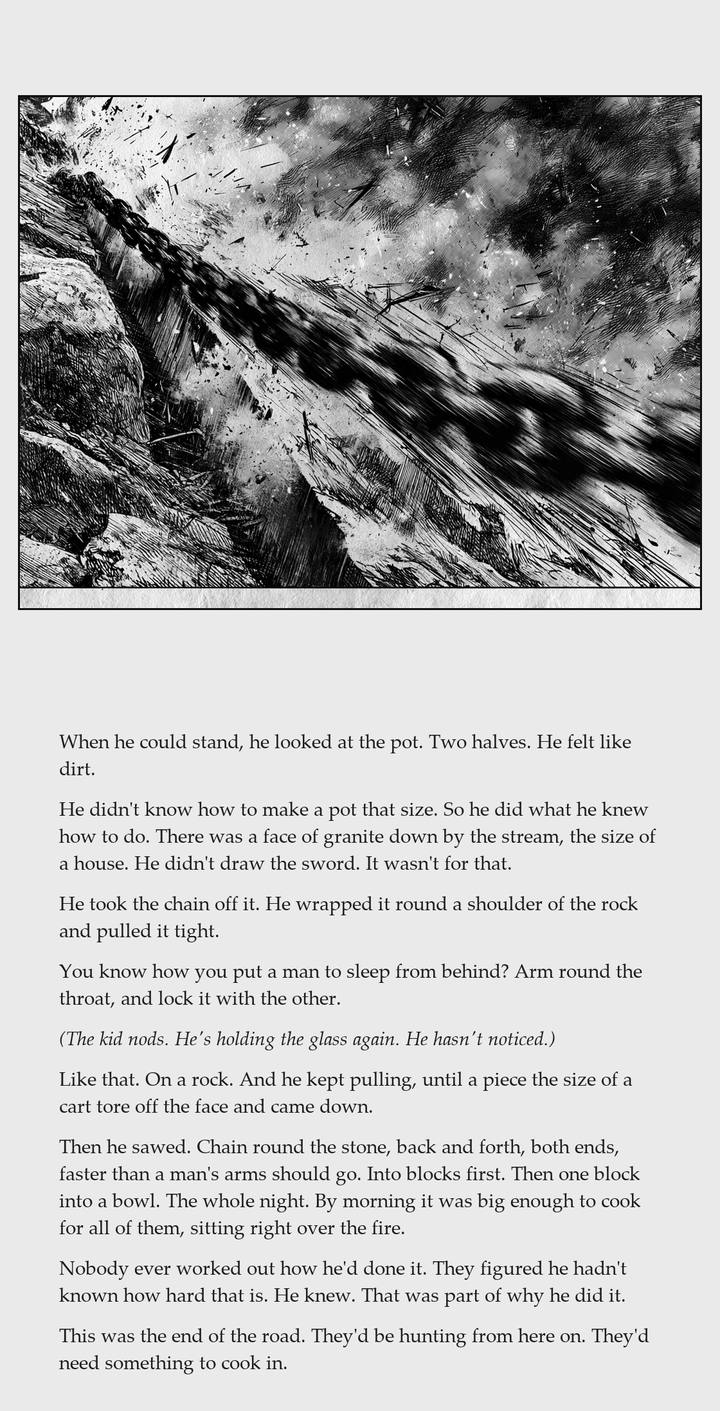 When he could stand, he looked at the pot. Two halves. He felt like
dirt.
He didn't know how to make a pot that size. So he did what he knew
how to do. There was a face of granite down by the stream, the size of
a house. He didn't draw the sword. It wasn't for that.
He took the chain off it. He wrapped it round a shoulder of the rock
and pulled it tight.
You know how you put a man to sleep from behind? Arm round the
throat, and lock it with the other.
(The kid nods. He's holding the glass again. He hasn't noticed.)
Like that. On a rock. And he kept pulling, until a piece the size of a
cart tore off the face and came down.
Then he sawed. Chain round the stone, back and forth, both ends,
faster than a man's arms should go. Into blocks first. Then one block
into a bowl. The whole night. By morning it was big enough to cook
for all of them, sitting right over the fire.
Nobody ever worked out how he'd done it. They figured he hadn't
known how hard that is. He knew. That was part of why he did it.
This was the end of the road. They'd be hunting from here on. They'd
need something to cook in.